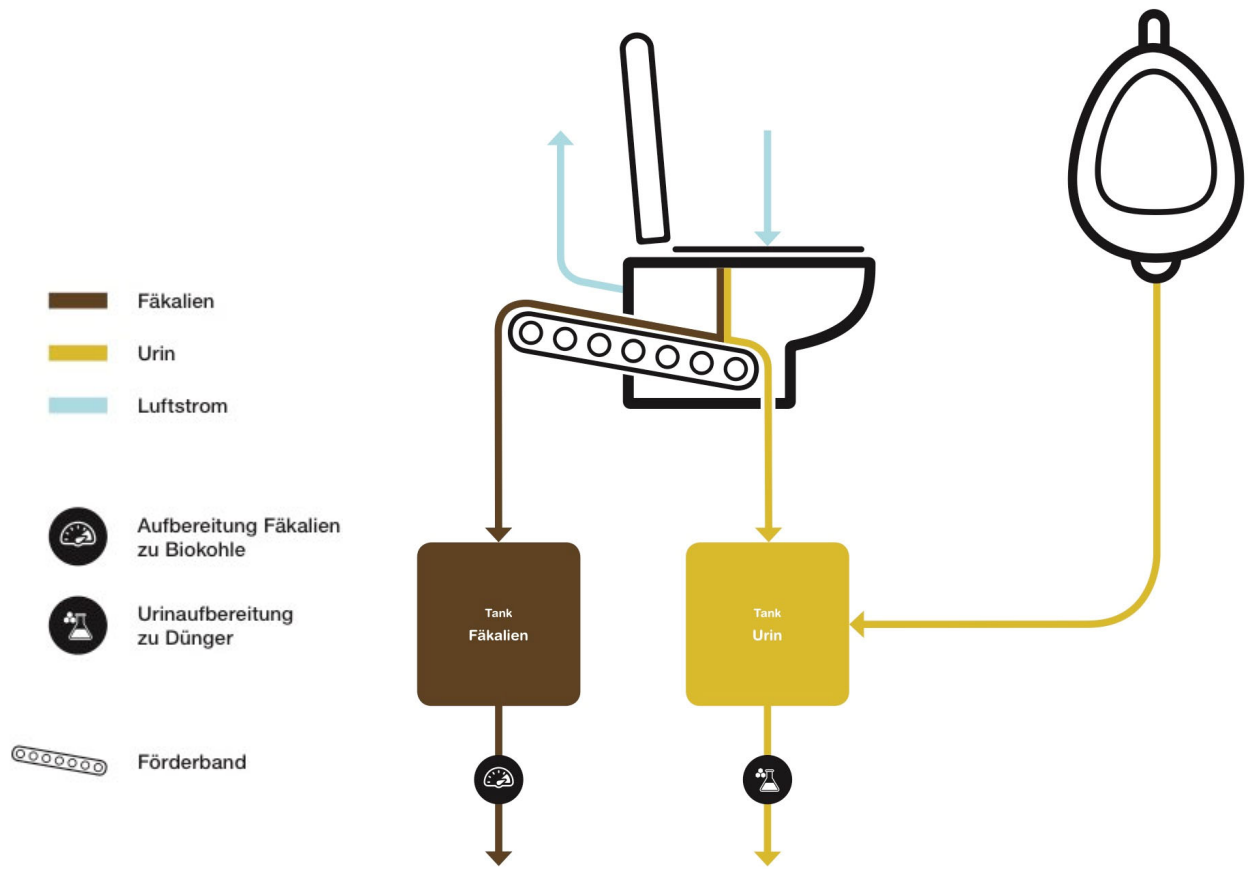 Fäkalien
Urin
Luftstrom
Aufbereitung Fäkalien
zu Biokohle
Urinaufbereitung
zu Dünger
Förderband
Tank
Fäkalien
Tank
Urin